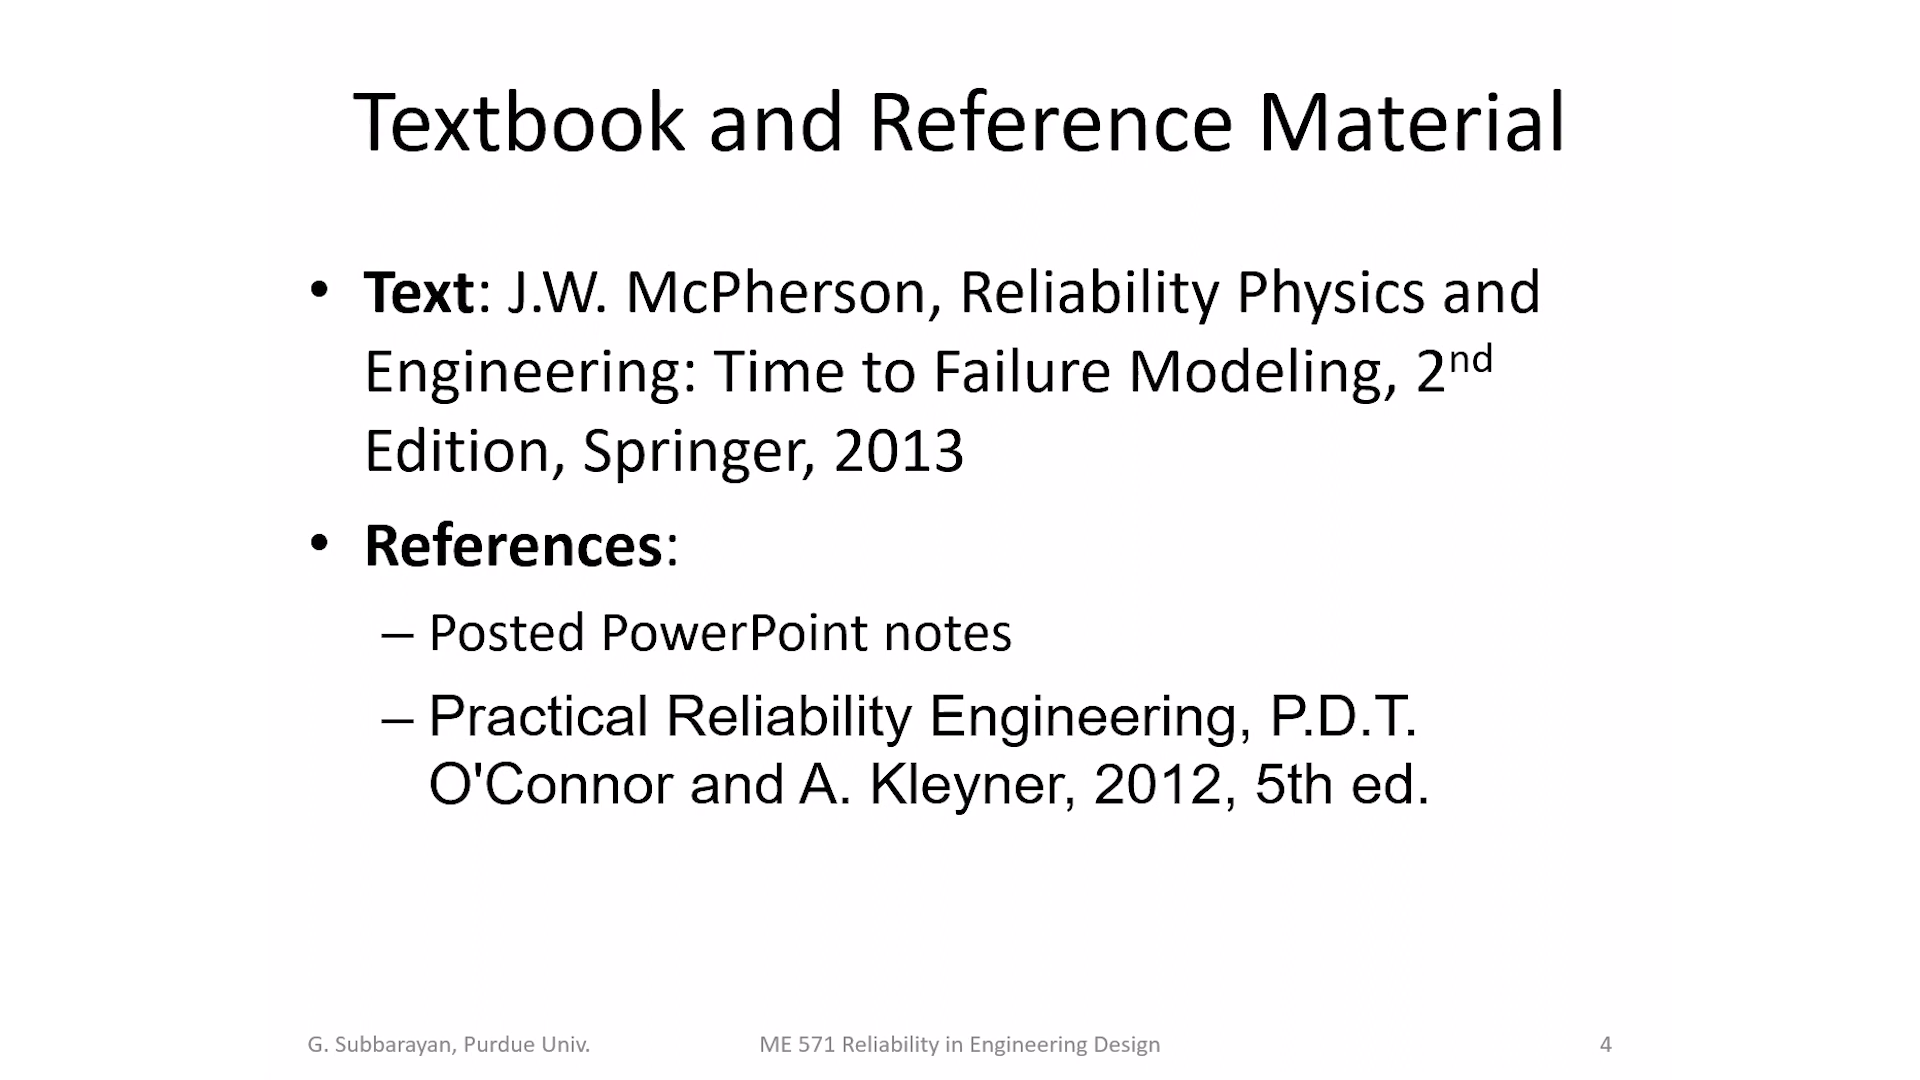 Textbook and Reference Material
• Text: J.W. McPherson, Reliability Physics and
Engineering: Time to Failure Modeling, 2nd
Edition, Springer, 2013
• References:
– Posted PowerPoint notes
– Practical Reliability Engineering, P.D.T.
O'Connor and A. Kleyner, 2012, 5th ed.
G. Subbarayan, Purdue Univ.
ME 571 Reliability in Engineering Design
4